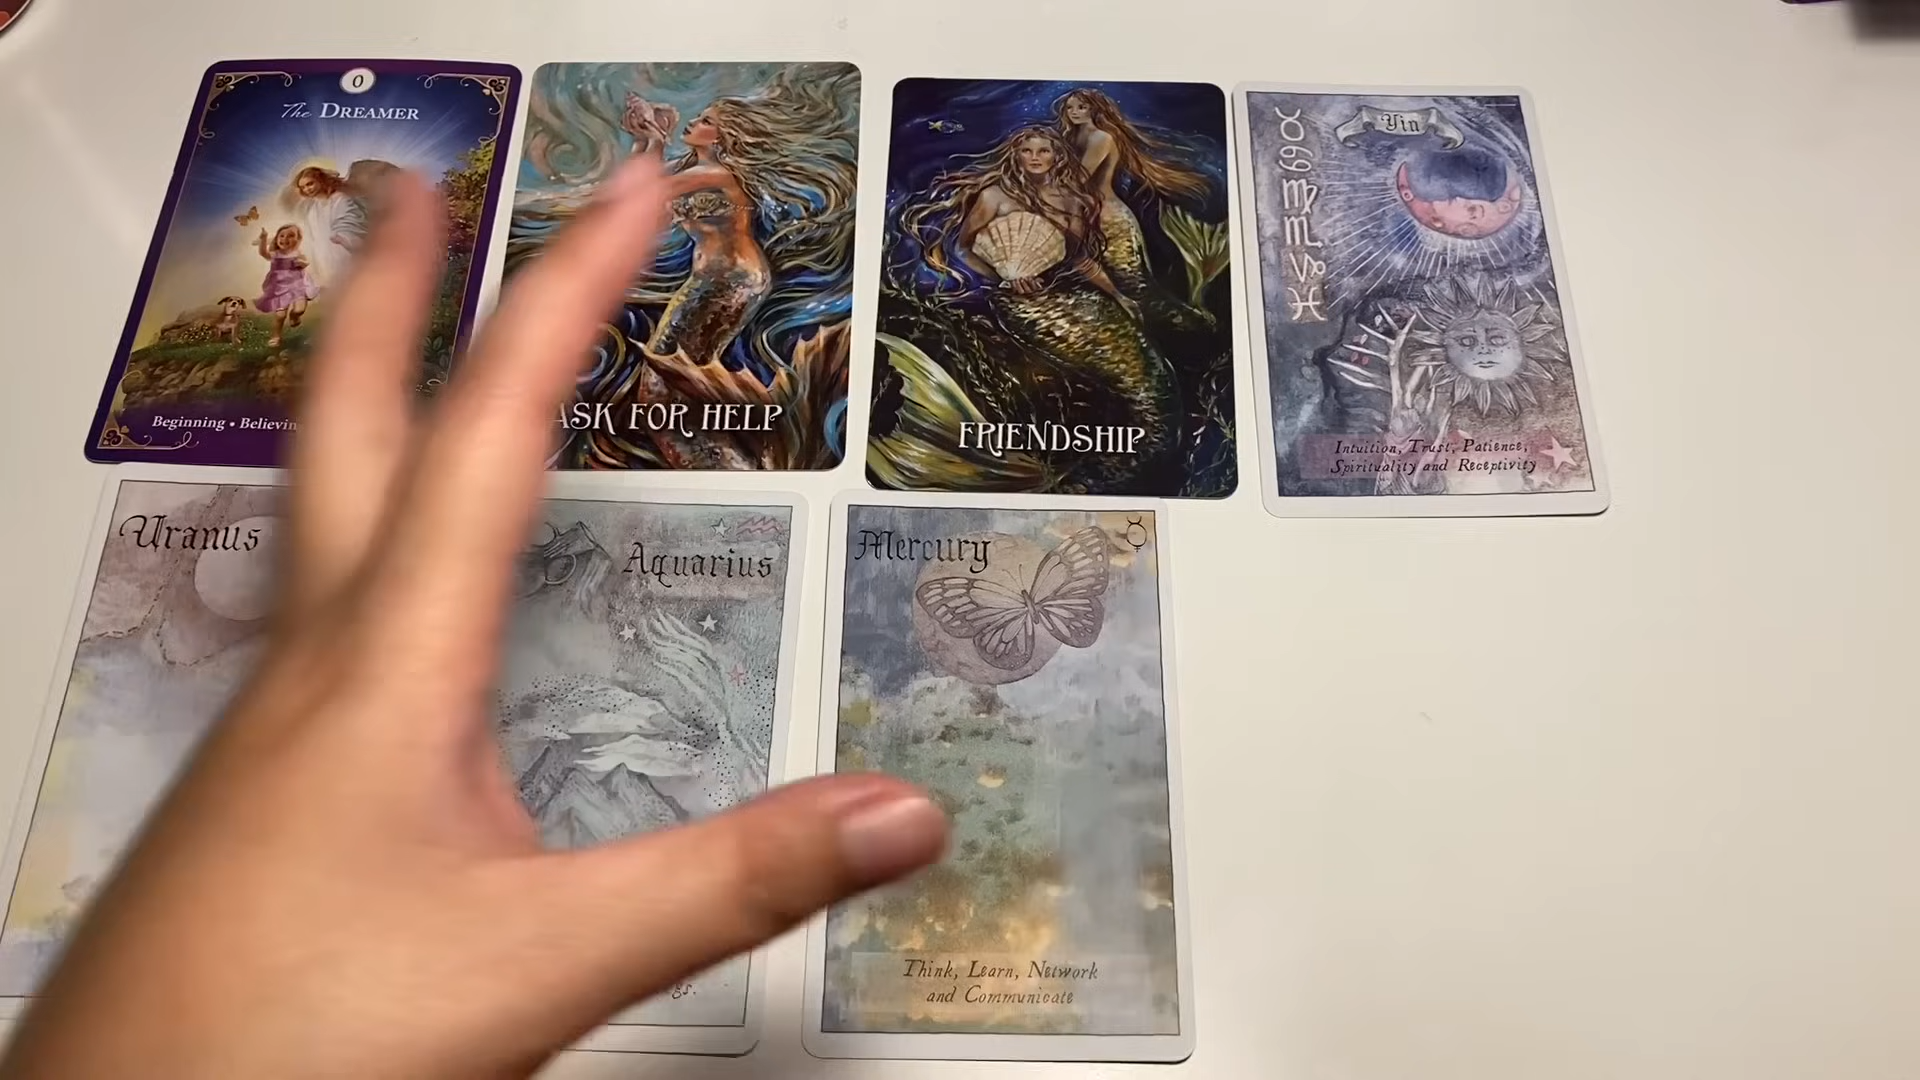 0
The DREAMER
Beginning • Believin
ASK FOR HELP
FRIENDSHIP
Yin
Intuition, Trust, Patience,
Spirituality and Receptivity
Uranus
Aquarius
gs.
Mercury
Think, Learn, Network
and Communicate